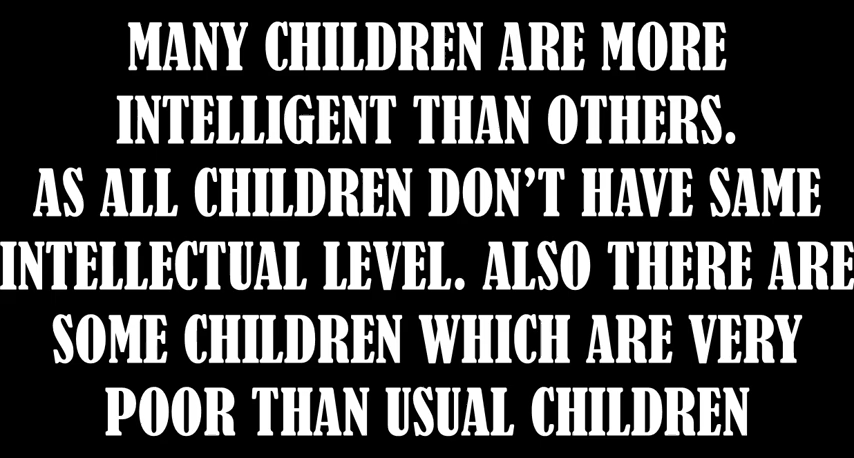 MANY CHILDREN ARE MORE
INTELLIGENT THAN OTHERS.
AS ALL CHILDREN DON’T HAVE SAME
INTELLECTUAL LEVEL. ALSO THERE ARE
SOME CHILDREN WHICH ARE VERY
POOR THAN USUAL CHILDREN